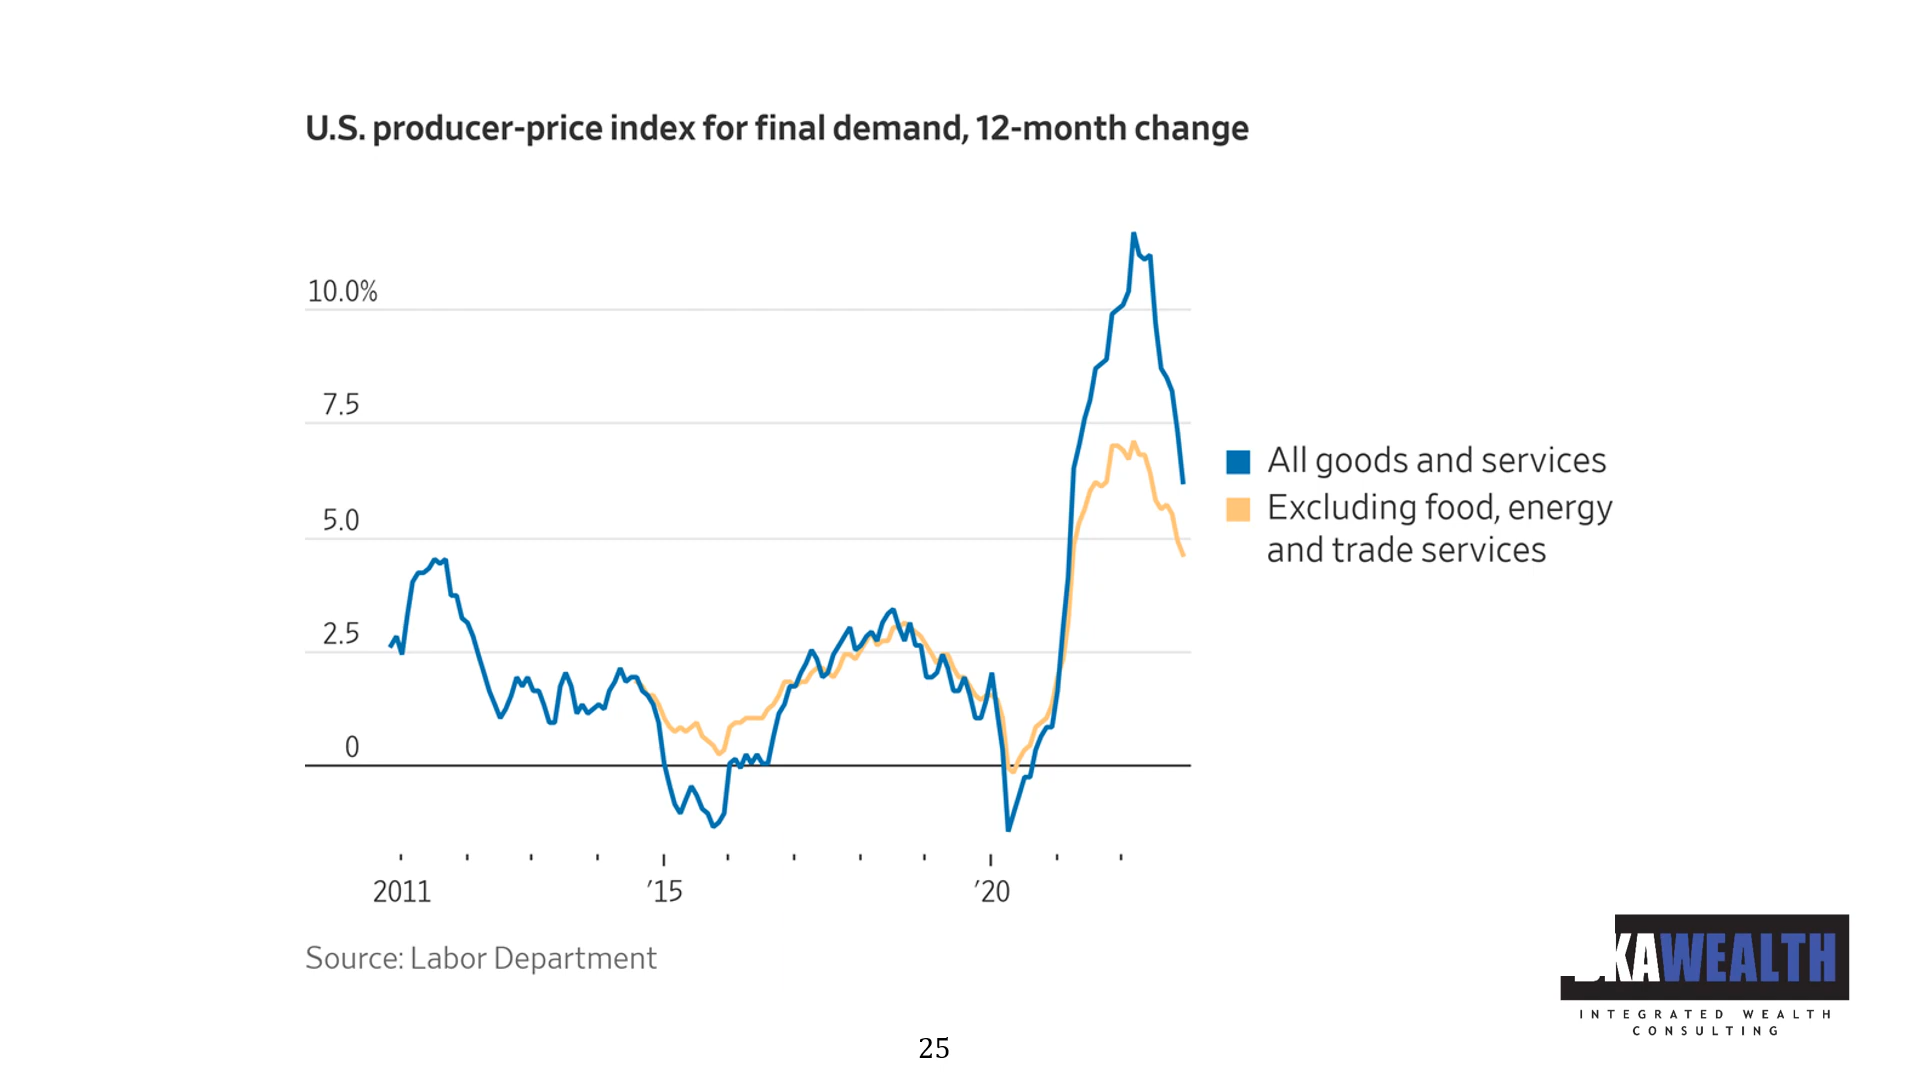 U.S. producer-price index for final demand, 12-month change
10.0%
7.5
5.0
2.5
0
All goods and services
Excluding food, energy
and trade services
2011 ’15 ’20
Source: Labor Department
WEALTH
INTEGRATED WEALTH
CONSULTING
25